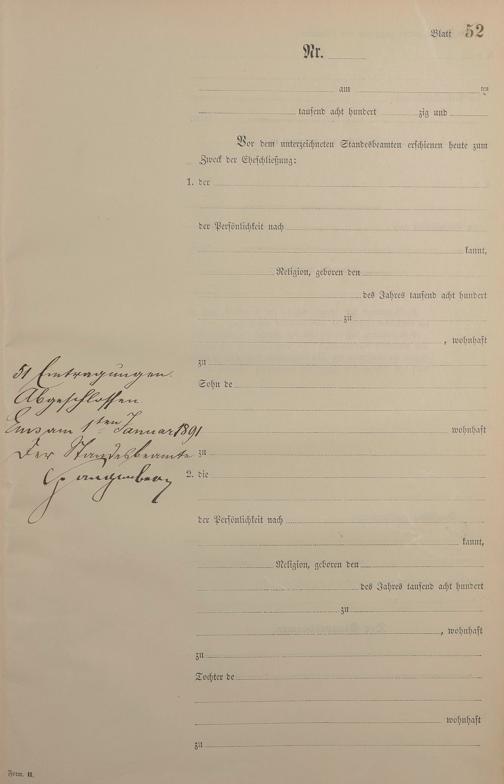 Blatt 52
Nr.
am ten
tausend acht hundert zig und
Vor dem unterzeichneten Standesbeamten erschienen heute zum
Zweck der Eheschließung:
1. der
der Persönlichkeit nach
kannt,
Religion, geboren den
des Jahres tausend acht hundert
zu
, wohnhaft
zu
Sohn de
wohnhaft
zu
51 Eintragungen.
Abgeschlossen
Ems am 1ten Januar 1891
Der Standesbeamte
2. die
der Persönlichkeit nach
kannt,
Religion, geboren den
des Jahres tausend acht hundert
zu
, wohnhaft
zu
Tochter de
wohnhaft
zu
Form. II.